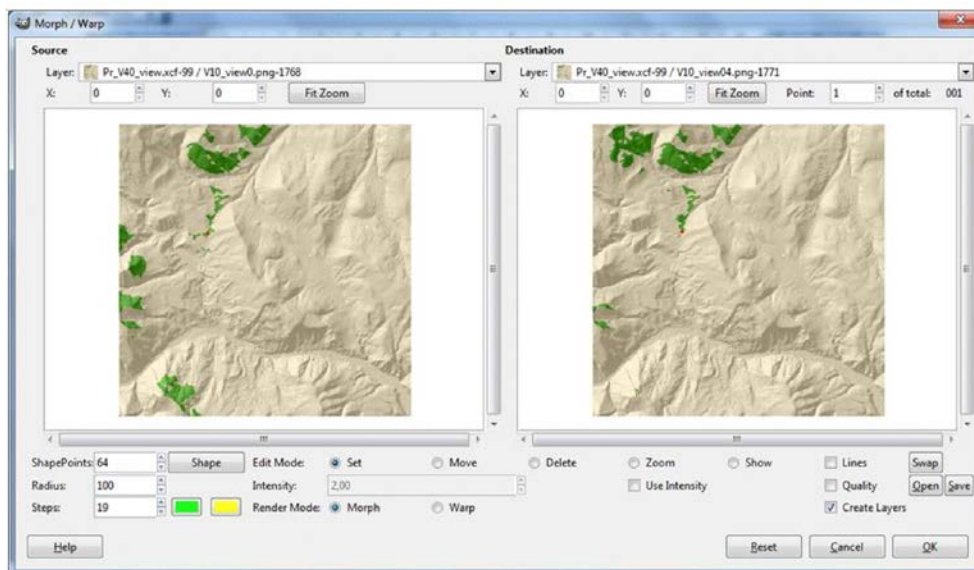 Morph / Warp
Source
Destination
Layer: Pr_V40_view.xcf-99 / V10_view0.png-1768
Layer: Pr_V40_view.xcf-99 / V10_view04.png-1771
X: 0 Y: 0 Fit Zoom
X: 0 Y: 0 Fit Zoom Point: 1 of total: 001
ShapePoints: 64 Shape Edit Mode: Set Move Delete Zoom Show Lines Swap
Radius: 100 Intensity: 2,00 Use Intensity Quality Open Save
Steps: 19 Render Mode: Morph Warp Create Layers
Help Reset Cancel OK